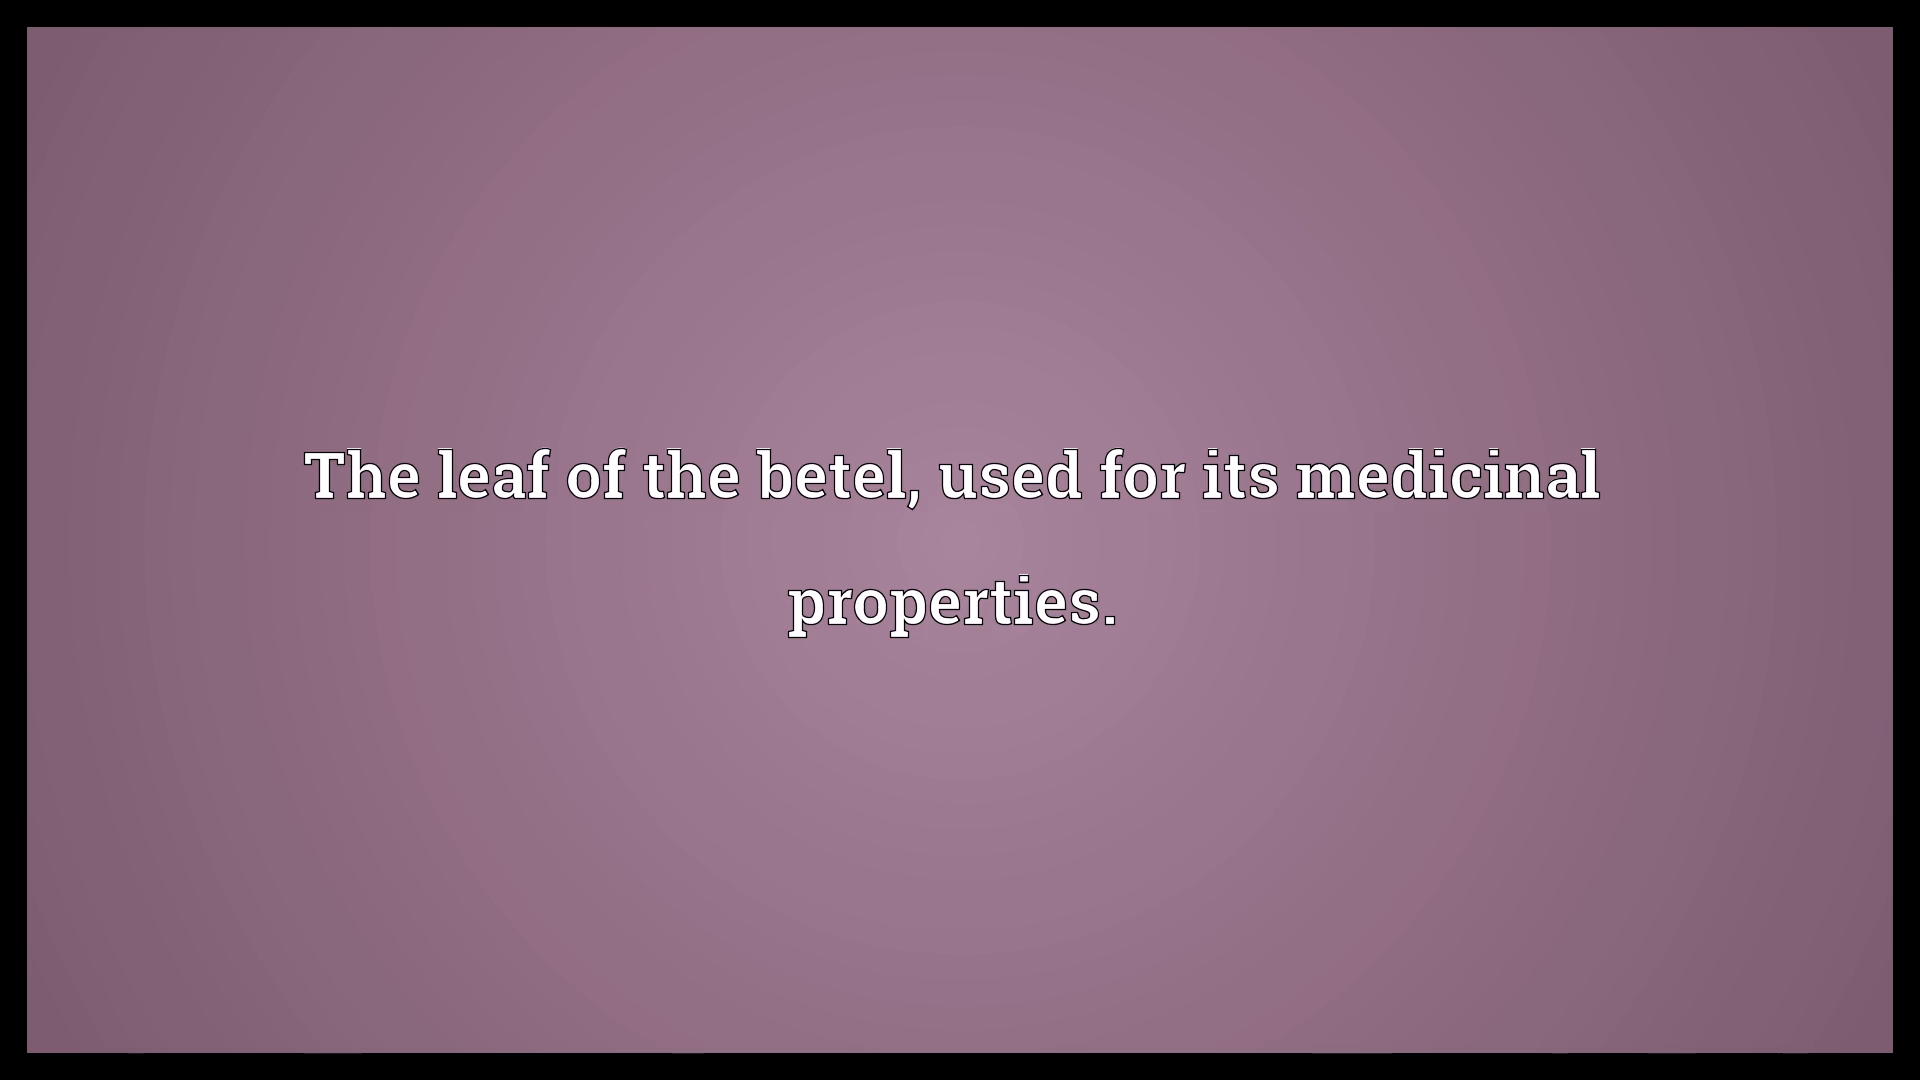 The leaf of the betel, used for its medicinal
properties.